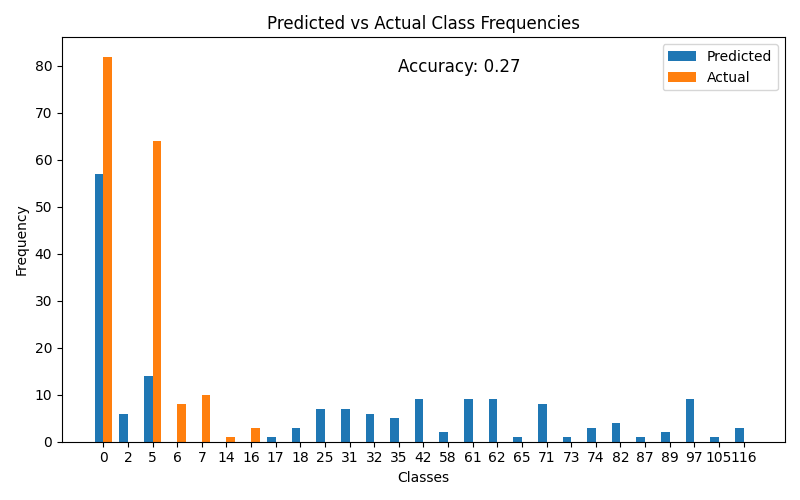 Predicted vs Actual Class Frequencies
Accuracy: 0.27
Predicted
Actual
Frequency
80
70
60
50
40
30
20
10
0
0 2 5 6 7 14 16 17 18 25 31 32 35 42 58 61 62 65 71 73 74 82 87 89 97 105 116
Classes